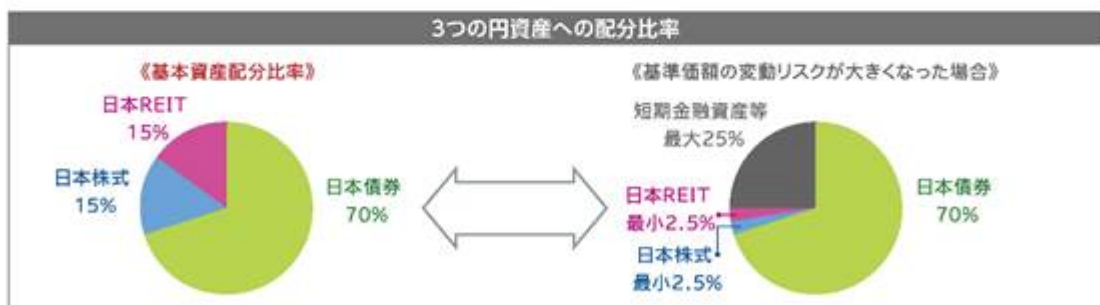 3つの円資産への配分比率
《基本資産配分比率》
日本REIT
15%
日本株式
15%
日本債券
70%
《基準価額の変動リスクが大きくなった場合》
短期金融資産等
最大25%
日本REIT
最小2.5%
日本株式
最小2.5%
日本債券
70%